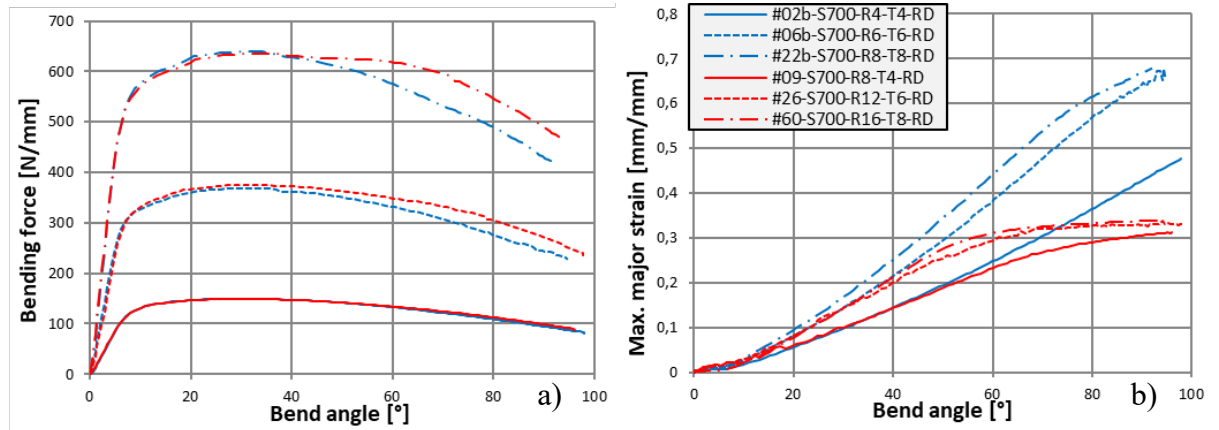 700
600
500
400
300
200
100
0
Bending force [N/mm]
0 20 40 60 80 100
Bend angle [°]
a)
0,8
0,7
0,6
0,5
0,4
0,3
0,2
0,1
0
Max. major strain [mm/mm]
#02b-S700-R4-T4-RD
#06b-S700-R6-T6-RD
#22b-S700-R8-T8-RD
#09-S700-R8-T4-RD
#26-S700-R12-T6-RD
#60-S700-R16-T8-RD
0 20 40 60 80 100
Bend angle [°]
b)